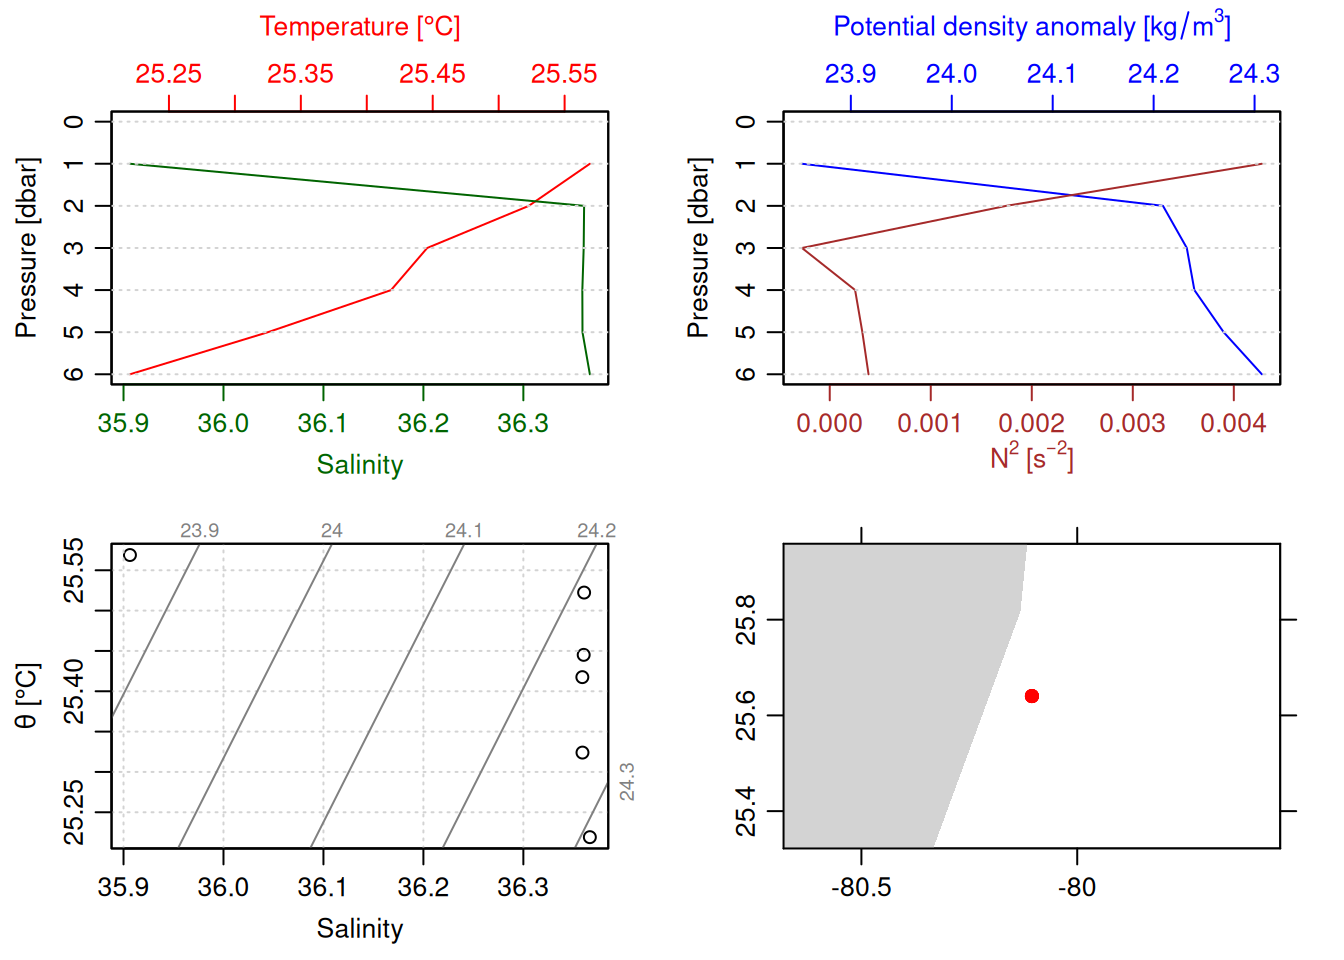 Temperature [°C]
25.25 25.35 25.45 25.55
Pressure [dbar]
0
1
2
3
4
5
6
35.9 36.0 36.1 36.2 36.3
Salinity
Potential density anomaly [kg/m³]
23.9 24.0 24.1 24.2 24.3
Pressure [dbar]
0
1
2
3
4
5
6
0.000 0.001 0.002 0.003 0.004
N² [s⁻²]
23.9 24 24.1 24.2
24.3
θ [°C]
25.55
25.40
25.25
35.9 36.0 36.1 36.2 36.3
Salinity
25.8
25.6
25.4
-80.5 -80